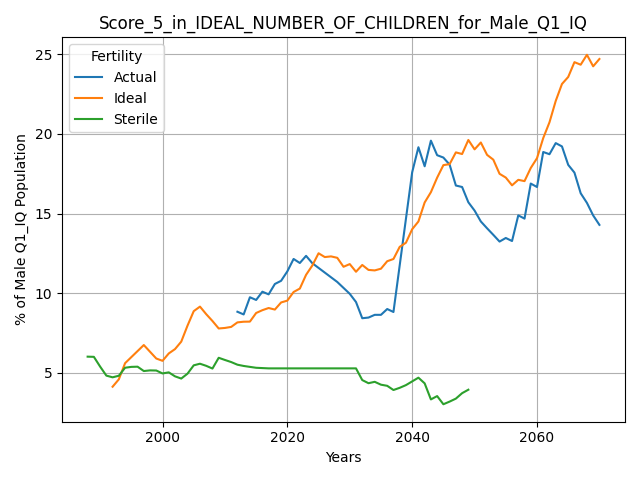 Score_5_in_IDEAL_NUMBER_OF_CHILDREN_for_Male_Q1_IQ
Fertility
Actual
Ideal
Sterile
% of Male Q1_IQ Population
25
20
15
10
5
2000 2020 2040 2060
Years